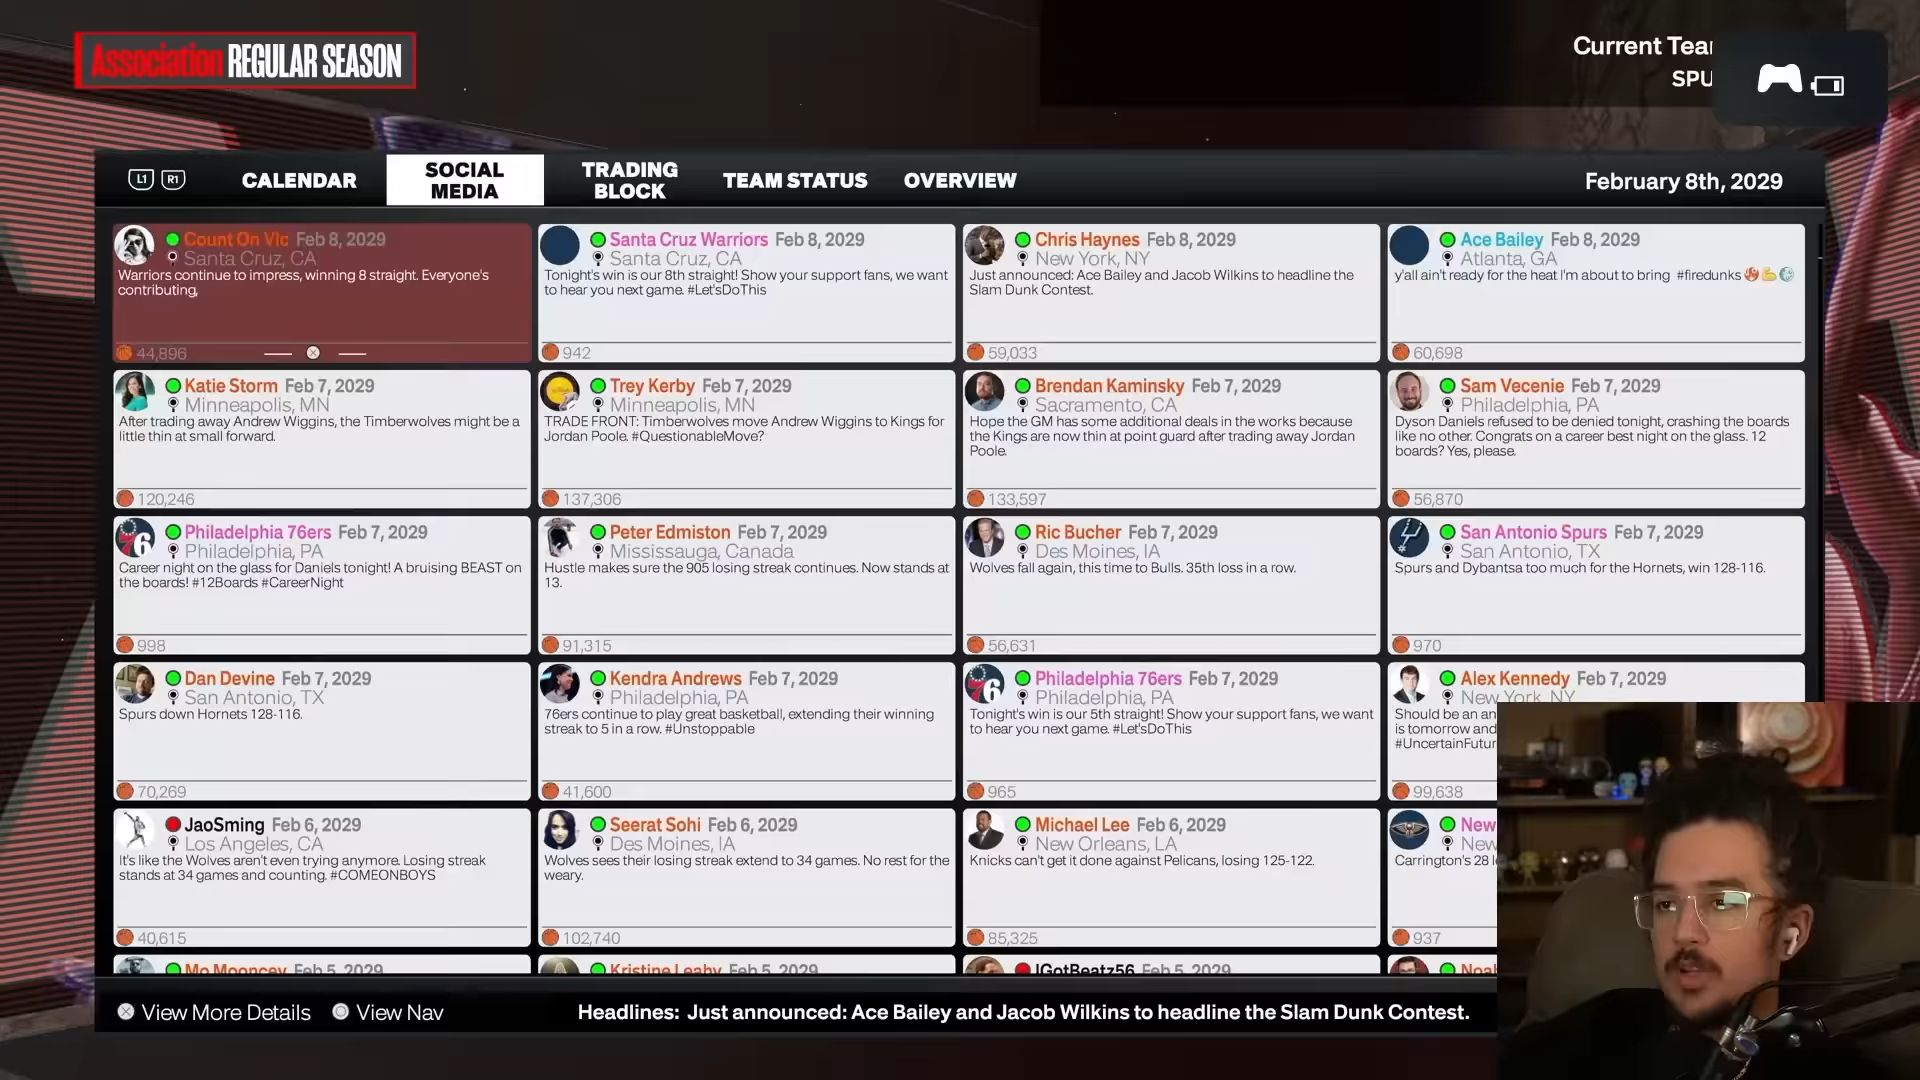 Association REGULAR SEASON
Current Tea
SPU
L1 R1 CALENDAR SOCIAL MEDIA TRADING BLOCK TEAM STATUS OVERVIEW February 8th, 2029
Count On Vic Feb 8, 2029
Santa Cruz, CA
Warriors continue to impress, winning 8 straight. Everyone's
contributing,
44,896
Santa Cruz Warriors Feb 8, 2029
Santa Cruz, CA
Tonight's win is our 8th straight! Show your support fans, we want
to hear you next game. #Let'sDoThis
942
Chris Haynes Feb 8, 2029
New York, NY
Just announced: Ace Bailey and Jacob Wilkins to headline the
Slam Dunk Contest.
59,033
Ace Bailey Feb 8, 2029
Atlanta, GA
y'all ain't ready for the heat I'm about to bring #firedunks
60,698
Katie Storm Feb 7, 2029
Minneapolis, MN
After trading away Andrew Wiggins, the Timberwolves might be a
little thin at small forward.
120,246
Trey Kerby Feb 7, 2029
Minneapolis, MN
TRADE FRONT: Timberwolves move Andrew Wiggins to Kings for
Jordan Poole. #QuestionableMove?
137,306
Brendan Kaminsky Feb 7, 2029
Sacramento, CA
Hope the GM has some additional deals in the works because
the Kings are now thin at point guard after trading away Jordan
Poole.
133,597
Sam Vecenie Feb 7, 2029
Philadelphia, PA
Dyson Daniels refused to be denied tonight, crashing the boards
like no other. Congrats on a career best night on the glass. 12
boards? Yes, please.
56,870
Philadelphia 76ers Feb 7, 2029
Philadelphia, PA
Career night on the glass for Daniels tonight! A bruising BEAST on
the boards! #12Boards #CareerNight
998
Peter Edmiston Feb 7, 2029
Mississauga, Canada
Hustle makes sure the 905 losing streak continues. Now stands at
13.
91,315
Ric Bucher Feb 7, 2029
Des Moines, IA
Wolves fall again, this time to Bulls. 35th loss in a row.
56,631
San Antonio Spurs Feb 7, 2029
San Antonio, TX
Spurs and Dybantsa too much for the Hornets, win 128-116.
970
Dan Devine Feb 7, 2029
San Antonio, TX
Spurs down Hornets 128-116.
70,269
Kendra Andrews Feb 7, 2029
Philadelphia, PA
76ers continue to play great basketball, extending their winning
streak to 5 in a row. #Unstoppable
41,600
Philadelphia 76ers Feb 7, 2029
Philadelphia, PA
Tonight's win is our 5th straight! Show your support fans, we want
to hear you next game. #Let'sDoThis
965
Alex Kennedy Feb 7, 2029
New York, NY
Should be an an
is tomorrow and
#UncertainFutur
99,638
JaoSming Feb 6, 2029
Los Angeles, CA
It's like the Wolves aren't even trying anymore. Losing streak
stands at 34 games and counting. #COMEONBOYS
40,615
Seerat Sohi Feb 6, 2029
Des Moines, IA
Wolves sees their losing streak extend to 34 games. No rest for the
weary.
102,740
Michael Lee Feb 6, 2029
New Orleans, LA
Knicks can't get it done against Pelicans, losing 125-122.
85,325
New
New
Carrington's 28
937
Mo Mooncey Feb 5, 2029
Kristine Leahy Feb 5, 2029
IGotBeatz56 Feb 5, 2029
Noa
View More Details View Nav Headlines: Just announced: Ace Bailey and Jacob Wilkins to headline the Slam Dunk Contest.